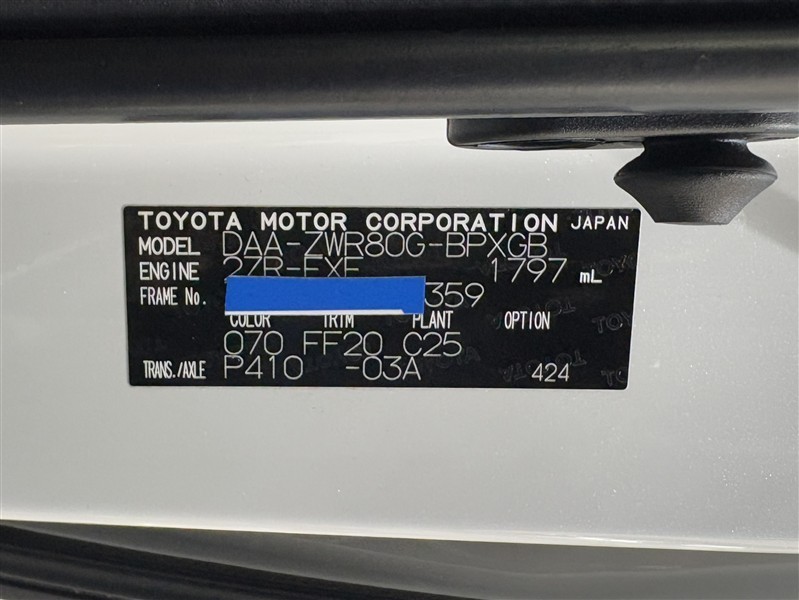 TOYOTA MOTOR CORPORATION JAPAN
MODEL DAA-ZWR80G-BPXGB
ENGINE 2ZR-FXE 1797 mL
FRAME No. 359
COLOR TRIM PLANT OPTION
070 FF20 C25
TRANS./AXLE P410 -03A 424